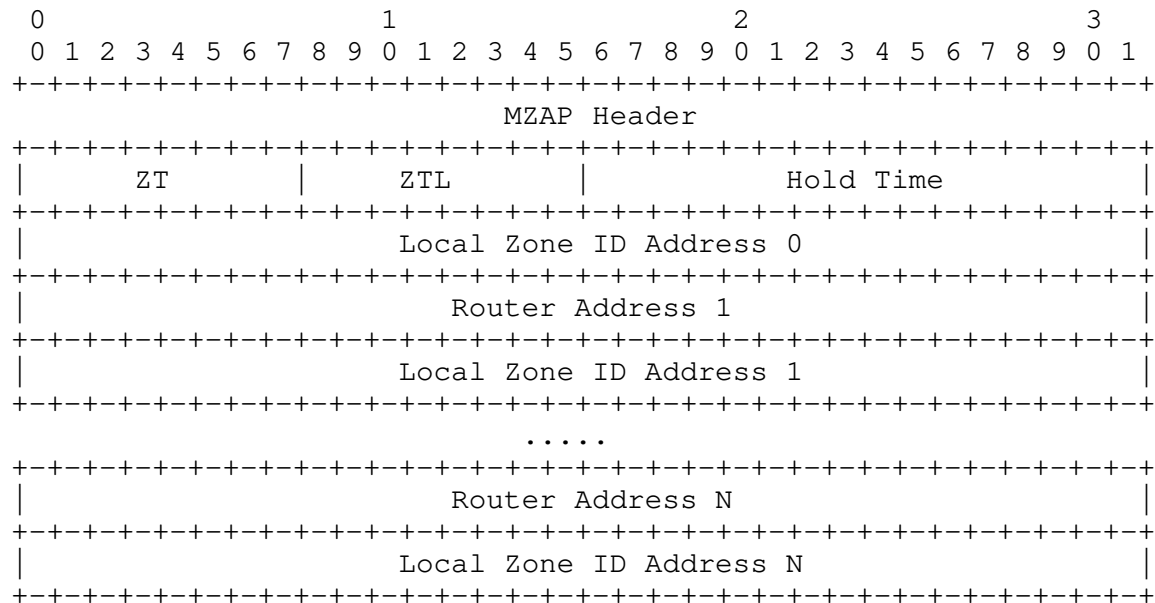 0                   1                   2                   3
 0 1 2 3 4 5 6 7 8 9 0 1 2 3 4 5 6 7 8 9 0 1 2 3 4 5 6 7 8 9 0 1
+-+-+-+-+-+-+-+-+-+-+-+-+-+-+-+-+-+-+-+-+-+-+-+-+-+-+-+-+-+-+-+-+
                            MZAP Header
+-+-+-+-+-+-+-+-+-+-+-+-+-+-+-+-+-+-+-+-+-+-+-+-+-+-+-+-+-+-+-+-+
|      ZT       |     ZTL       |           Hold Time           |
+-+-+-+-+-+-+-+-+-+-+-+-+-+-+-+-+-+-+-+-+-+-+-+-+-+-+-+-+-+-+-+-+
|                     Local Zone ID Address 0                   |
+-+-+-+-+-+-+-+-+-+-+-+-+-+-+-+-+-+-+-+-+-+-+-+-+-+-+-+-+-+-+-+-+
|                        Router Address 1                       |
+-+-+-+-+-+-+-+-+-+-+-+-+-+-+-+-+-+-+-+-+-+-+-+-+-+-+-+-+-+-+-+-+
|                     Local Zone ID Address 1                   |
+-+-+-+-+-+-+-+-+-+-+-+-+-+-+-+-+-+-+-+-+-+-+-+-+-+-+-+-+-+-+-+-+
                             .....
+-+-+-+-+-+-+-+-+-+-+-+-+-+-+-+-+-+-+-+-+-+-+-+-+-+-+-+-+-+-+-+-+
|                        Router Address N                       |
+-+-+-+-+-+-+-+-+-+-+-+-+-+-+-+-+-+-+-+-+-+-+-+-+-+-+-+-+-+-+-+-+
|                     Local Zone ID Address N                   |
+-+-+-+-+-+-+-+-+-+-+-+-+-+-+-+-+-+-+-+-+-+-+-+-+-+-+-+-+-+-+-+-+